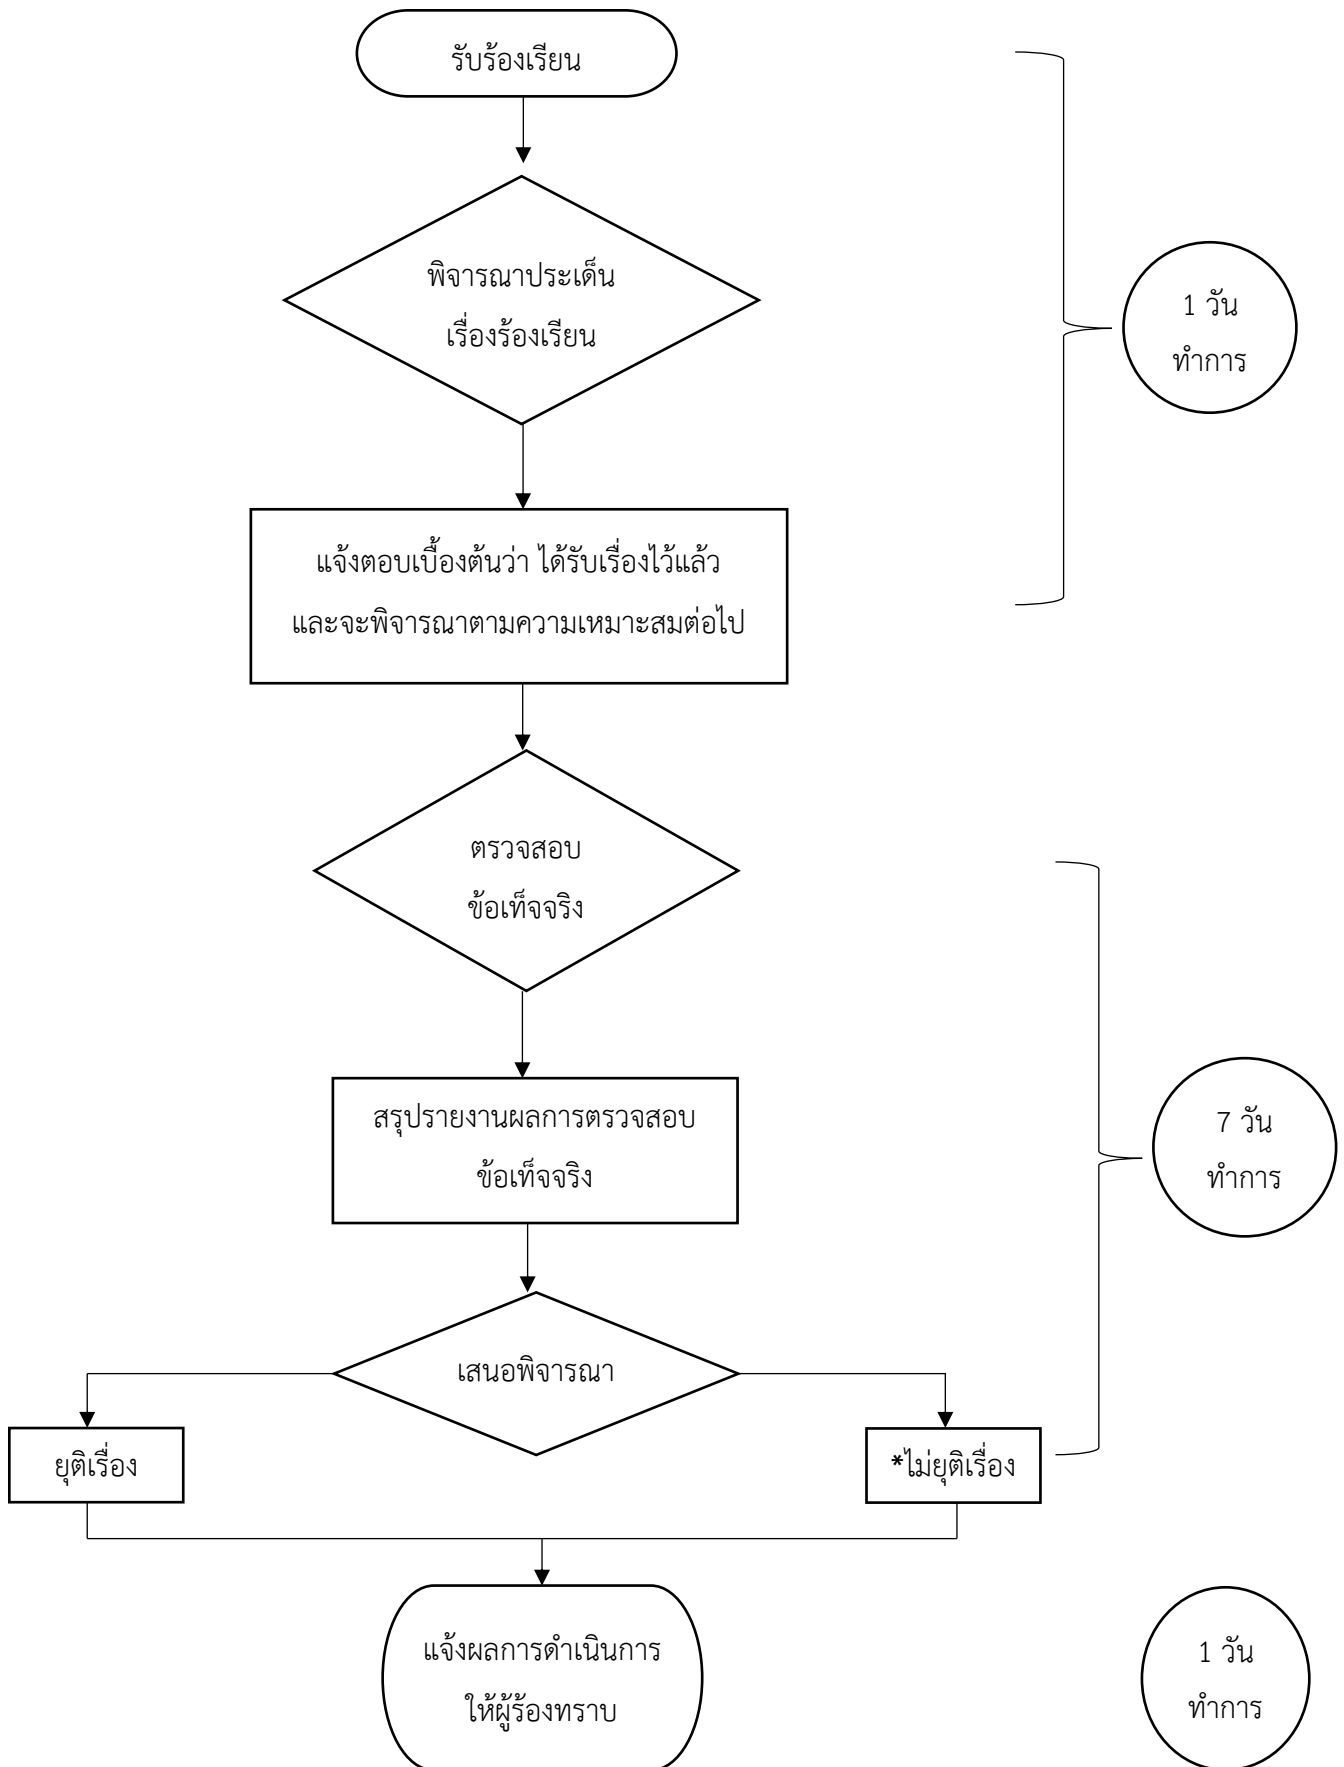 รับร้องเรียน
พิจารณาประเด็น
เรื่องร้องเรียน
1 วัน
ทำการ
แจ้งตอบเบื้องต้นว่า ได้รับเรื่องไว้แล้ว
และจะพิจารณาตามความเหมาะสมต่อไป
ตรวจสอบ
ข้อเท็จจริง
สรุปรายงานผลการตรวจสอบ
ข้อเท็จจริง
7 วัน
ทำการ
เสนอพิจารณา
ยุติเรื่อง
*ไม่ยุติเรื่อง
แจ้งผลการดำเนินการ
ให้ผู้ร้องทราบ
1 วัน
ทำการ